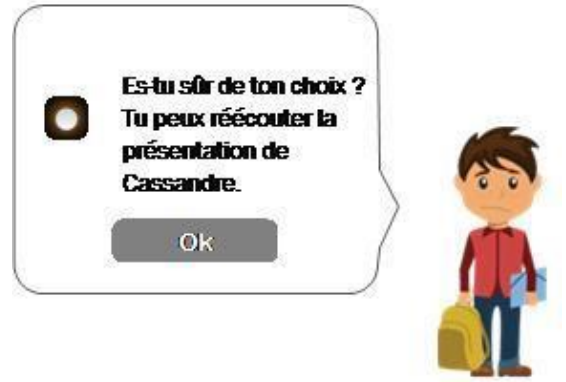 Es-tu sûr de ton choix ?
Tu peux réécouter la
présentation de
Cassandre.
Ok